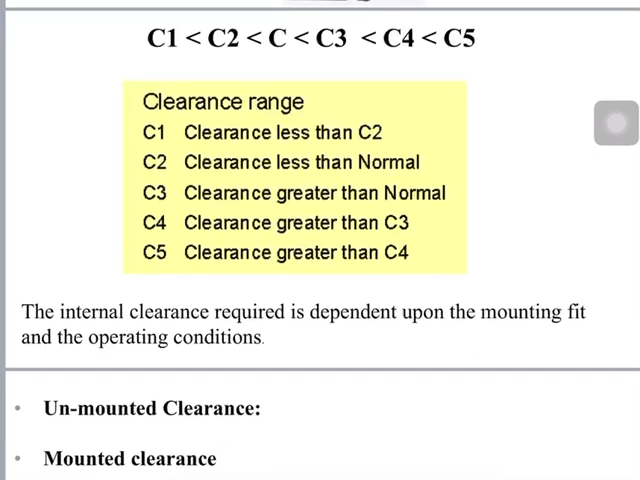 C1 < C2 < C < C3 < C4 < C5
Clearance range
C1 Clearance less than C2
C2 Clearance less than Normal
C3 Clearance greater than Normal
C4 Clearance greater than C3
C5 Clearance greater than C4
The internal clearance required is dependent upon the mounting fit
and the operating conditions.
• Un-mounted Clearance:
• Mounted clearance